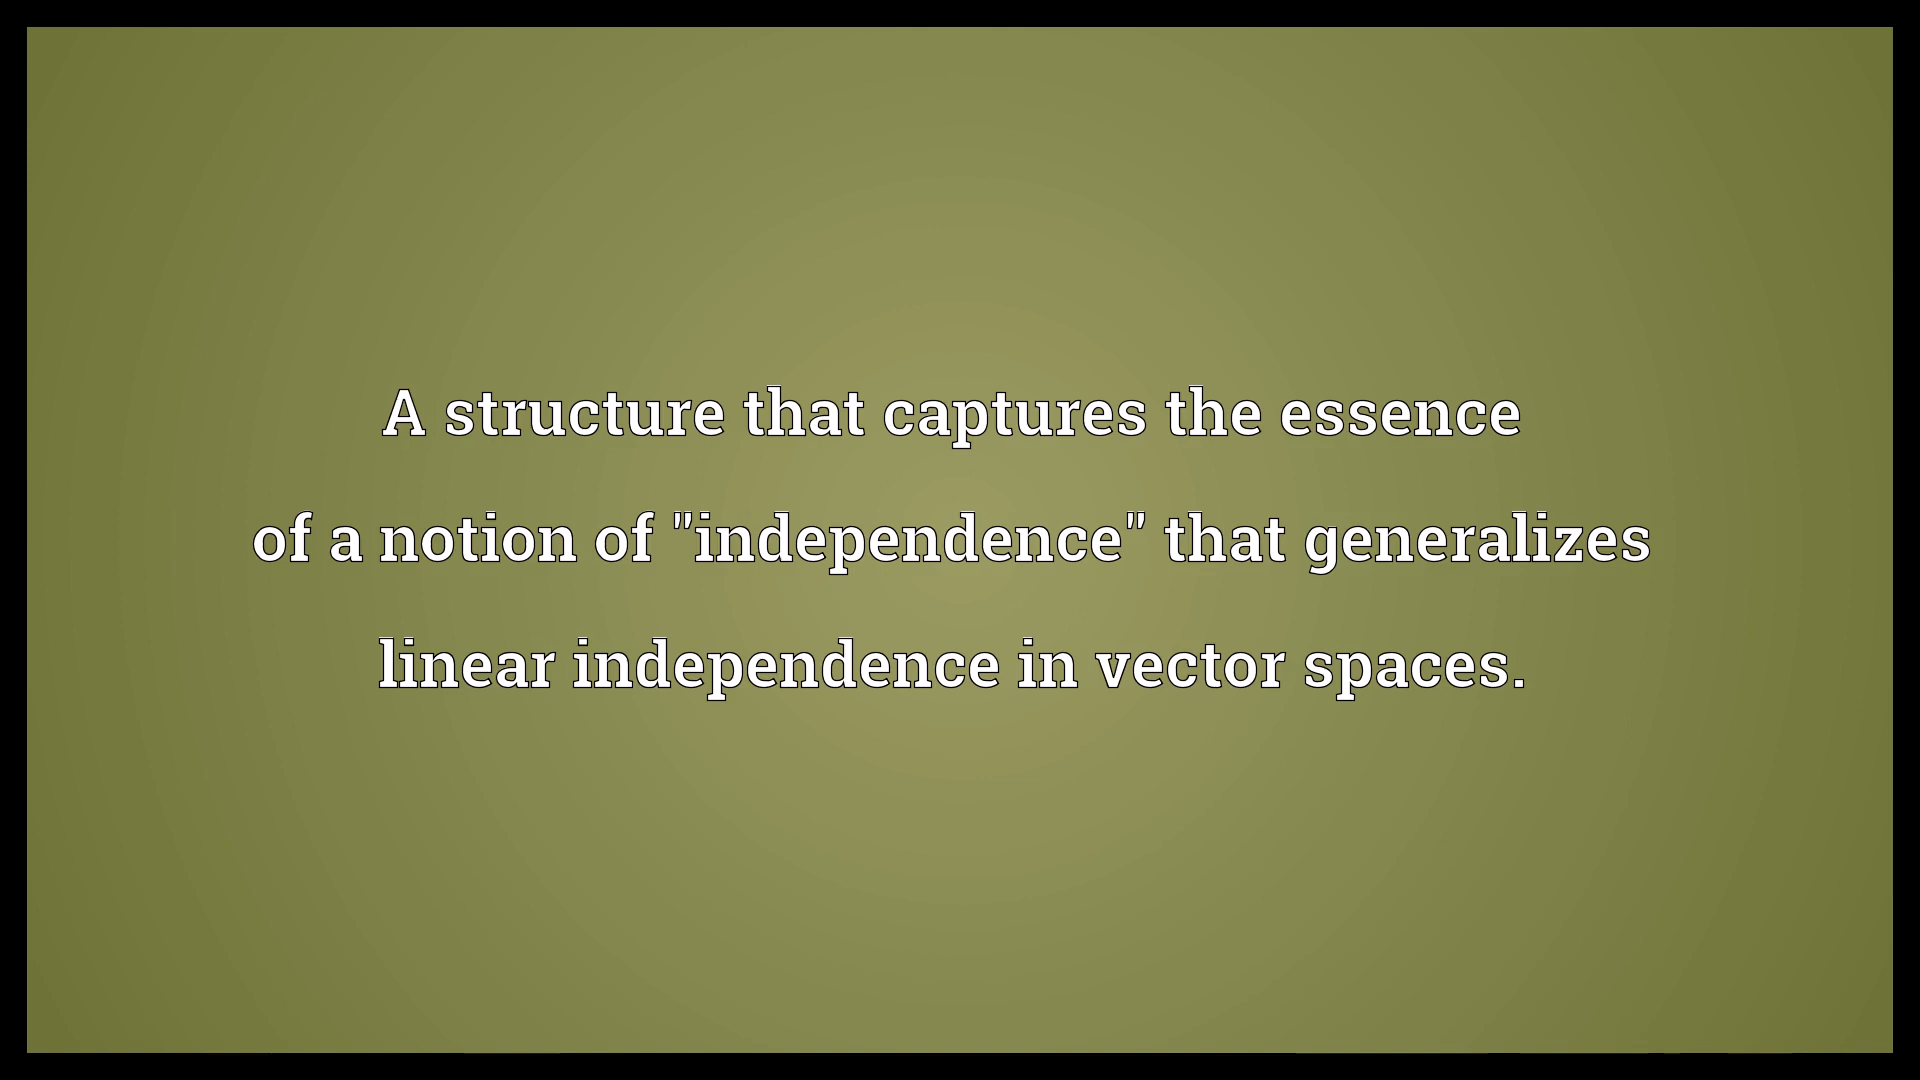 A structure that captures the essence
of a notion of "independence" that generalizes
linear independence in vector spaces.